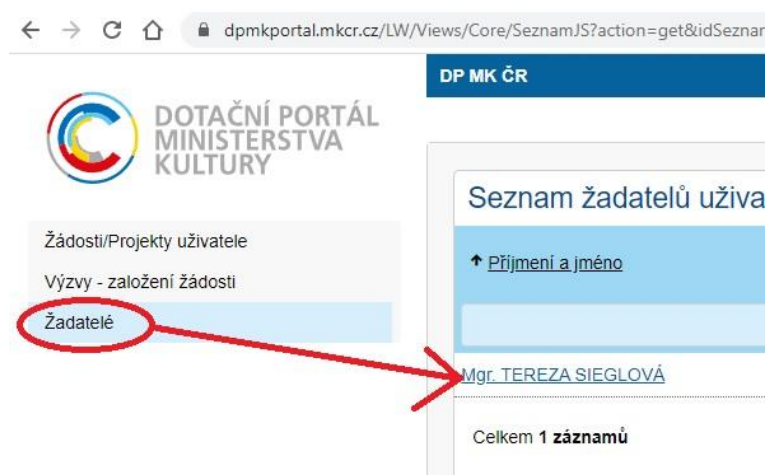 dpmkportal.mkcr.cz/LW/Views/Core/SeznamJS?action=get&idSeznam
DP MK ČR
DOTAČNÍ PORTÁL
MINISTERSTVA
KULTURY
Žádosti/Projekty uživatele
Výzvy - založení žádosti
Žadatelé
Seznam žadatelů uživa
Příjmení a jméno
Mgr. TEREZA SIEGLOVÁ
Celkem 1 záznamů